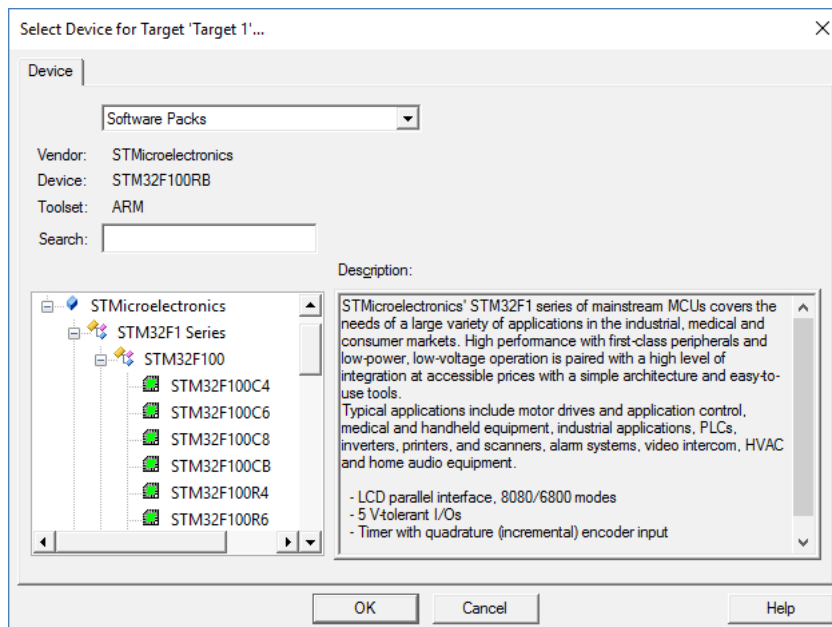 Select Device for Target 'Target 1'...
Device
Software Packs
Vendor: STMicroelectronics
Device: STM32F100RB
Toolset: ARM
Search:
Description:
STMicroelectronics
STM32F1 Series
STM32F100
STM32F100C4
STM32F100C6
STM32F100C8
STM32F100CB
STM32F100R4
STM32F100R6
STMicroelectronics' STM32F1 series of mainstream MCUs covers the
needs of a large variety of applications in the industrial, medical and
consumer markets. High performance with first-class peripherals and
low-power, low-voltage operation is paired with a high level of
integration at accessible prices with a simple architecture and easy-to-
use tools.
Typical applications include motor drives and application control,
medical and handheld equipment, industrial applications, PLCs,
inverters, printers, and scanners, alarm systems, video intercom, HVAC
and home audio equipment.
- LCD parallel interface, 8080/6800 modes
- 5 V-tolerant I/Os
- Timer with quadrature (incremental) encoder input
OK Cancel Help